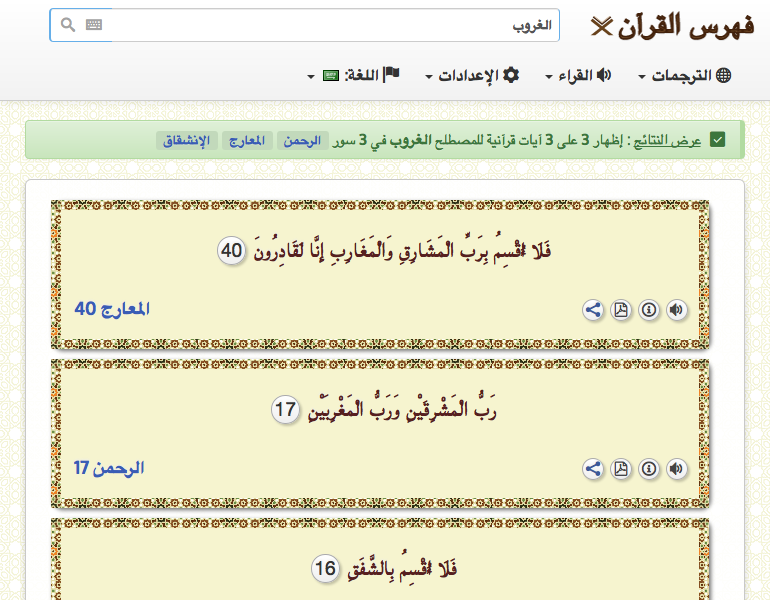 فهرس القرآن
الغروب
الترجمات
القراء
الإعدادات
اللغة:
عرض النتائج : إظهار 3 على 3 آيات قرآنية للمصطلح الغروب في 3 سور الرحمن المعارج الإنشقاق
فَلَا أُقْسِمُ بِرَبِّ الْمَشَارِقِ وَالْمَغَارِبِ إِنَّا لَقَادِرُونَ 40
المعارج 40
رَبُّ الْمَشْرِقَيْنِ وَرَبُّ الْمَغْرِبَيْنِ 17
الرحمن 17
فَلَا أُقْسِمُ بِالشَّفَقِ 16